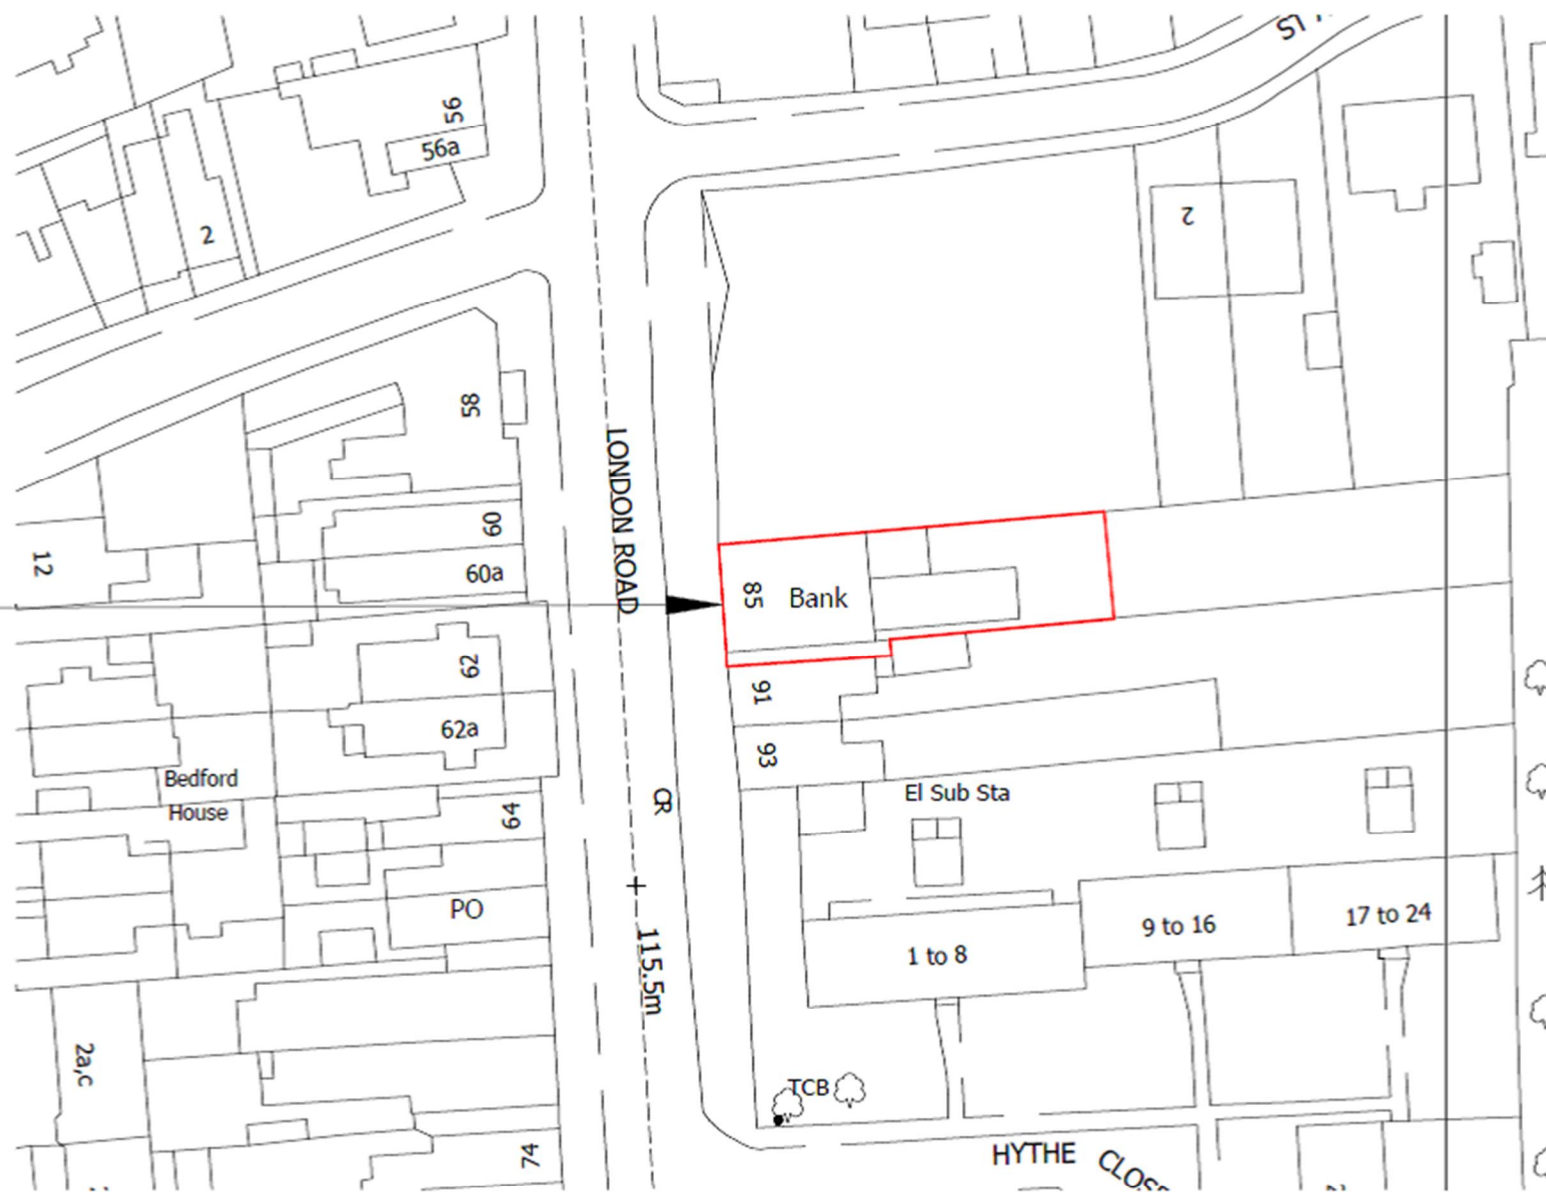 56
56a
2
2
58
LONDON ROAD
60
12
60a
85
Bank
62
91
62a
93
Bedford
House
El Sub Sta
CR
64
PO
17 to 24
9 to 16
1 to 8
115.5m
2a,c
TCB
74
HYTHE CLOSE